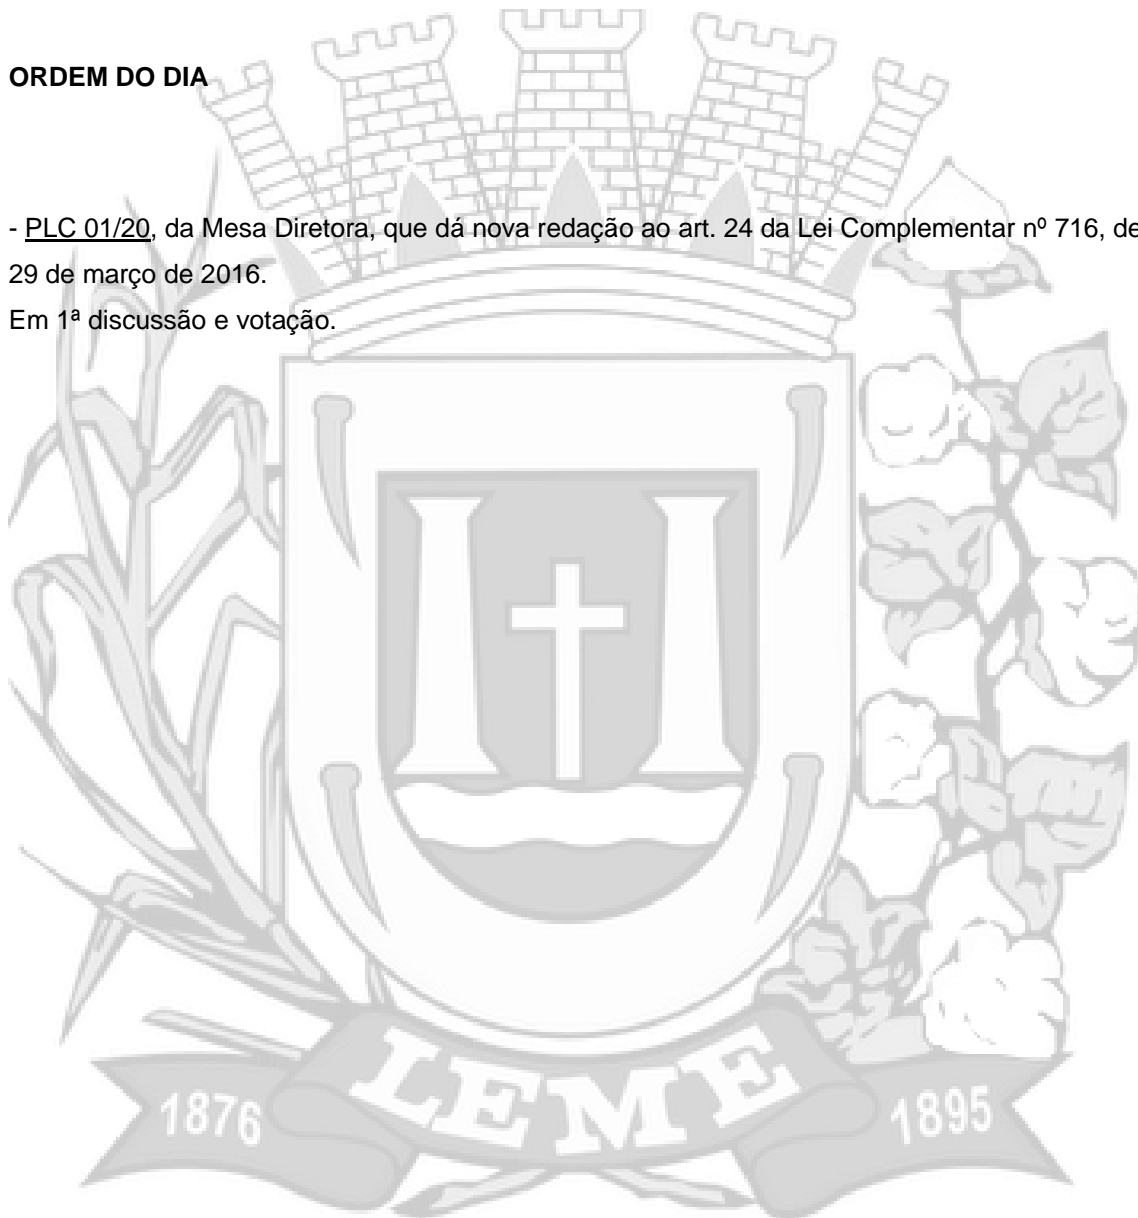 ORDEM DO DIA
- PLC 01/20, da Mesa Diretora, que dá nova redação ao art. 24 da Lei Complementar nº 716, de
29 de março de 2016.
Em 1ª discussão e votação.
1876
LEME
1895